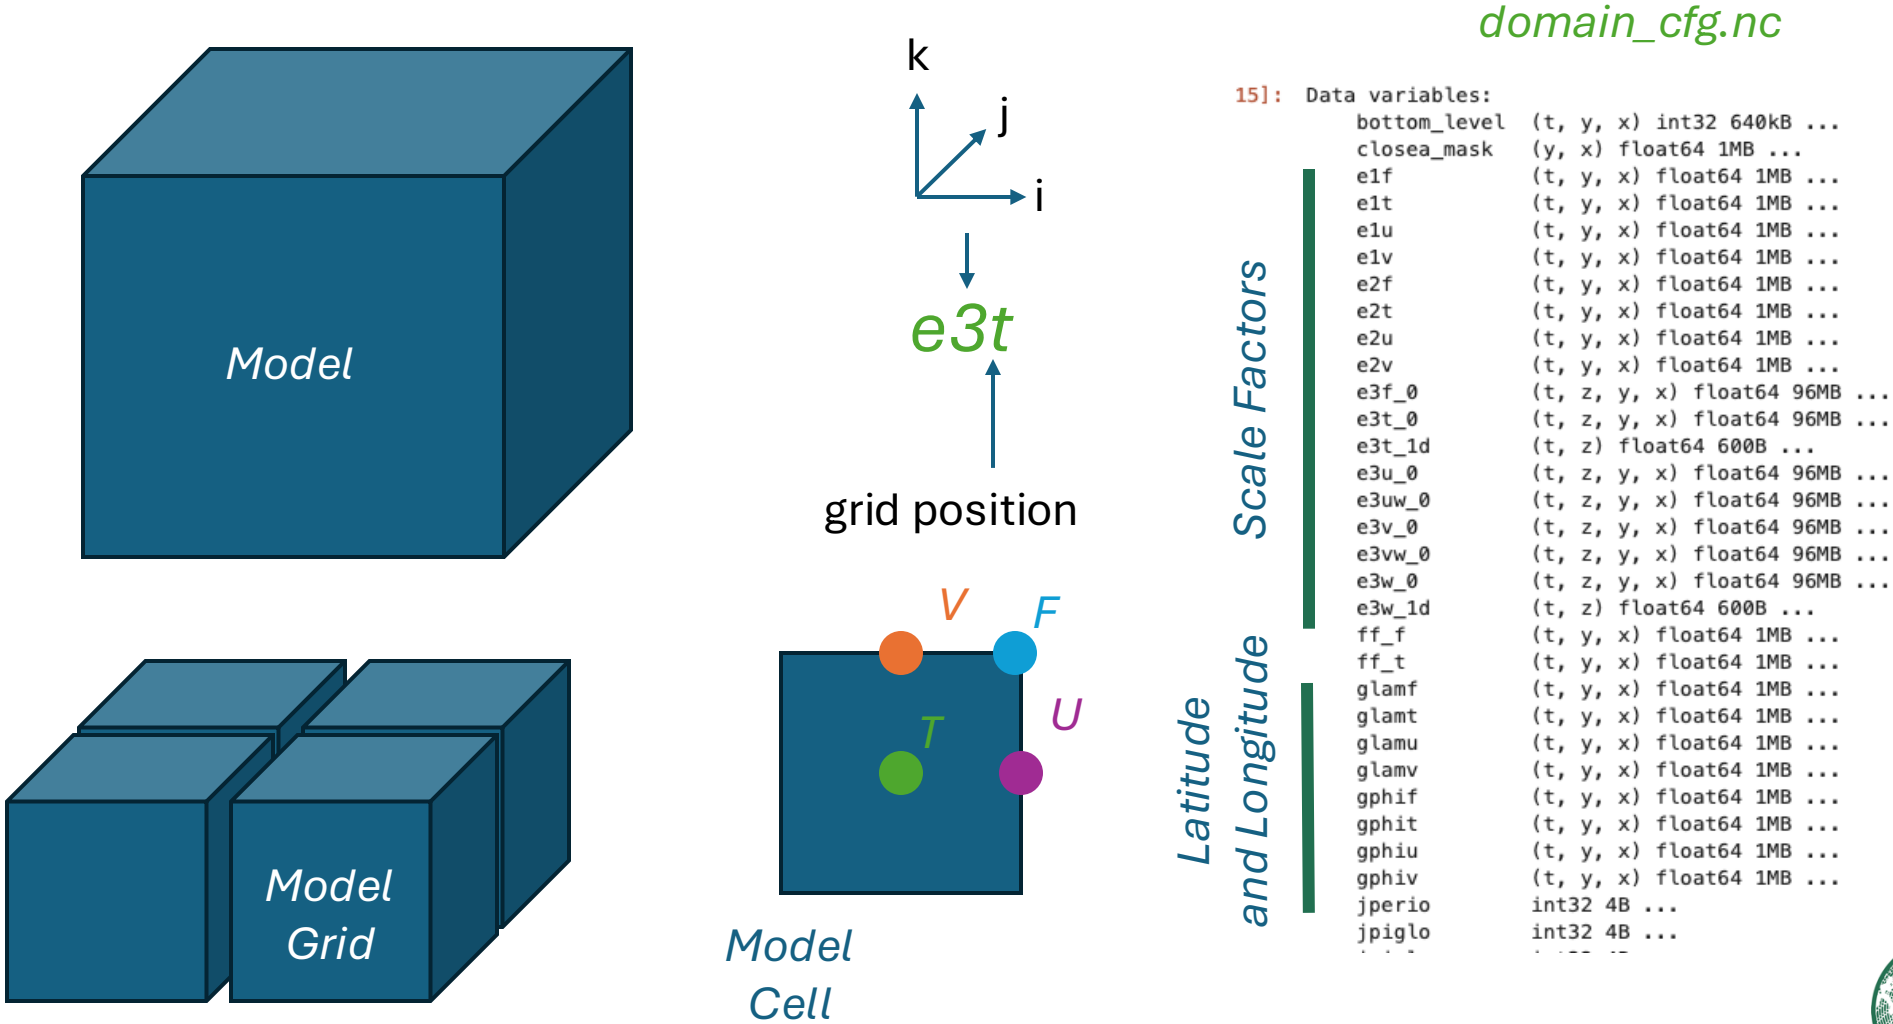 domain_cfg.nc
k
j
i
e3t
grid position
Model
Model
Grid
V
F
T
U
Model
Cell
Scale Factors
Latitude
and Longitude
15]: Data variables:
bottom_level (t, y, x) int32 640kB ...
closea_mask (y, x) float64 1MB ...
e1f (t, y, x) float64 1MB ...
e1t (t, y, x) float64 1MB ...
e1u (t, y, x) float64 1MB ...
e1v (t, y, x) float64 1MB ...
e2f (t, y, x) float64 1MB ...
e2t (t, y, x) float64 1MB ...
e2u (t, y, x) float64 1MB ...
e2v (t, y, x) float64 1MB ...
e3f_0 (t, z, y, x) float64 96MB ...
e3t_0 (t, z, y, x) float64 96MB ...
e3t_1d (t, z) float64 600B ...
e3u_0 (t, z, y, x) float64 96MB ...
e3uw_0 (t, z, y, x) float64 96MB ...
e3v_0 (t, z, y, x) float64 96MB ...
e3vw_0 (t, z, y, x) float64 96MB ...
e3w_0 (t, z, y, x) float64 96MB ...
e3w_1d (t, z) float64 600B ...
ff_f (t, y, x) float64 1MB ...
ff_t (t, y, x) float64 1MB ...
glamf (t, y, x) float64 1MB ...
glamt (t, y, x) float64 1MB ...
glamu (t, y, x) float64 1MB ...
glamv (t, y, x) float64 1MB ...
gphif (t, y, x) float64 1MB ...
gphit (t, y, x) float64 1MB ...
gphiu (t, y, x) float64 1MB ...
gphiv (t, y, x) float64 1MB ...
jperio int32 4B ...
jpiglo int32 4B ...